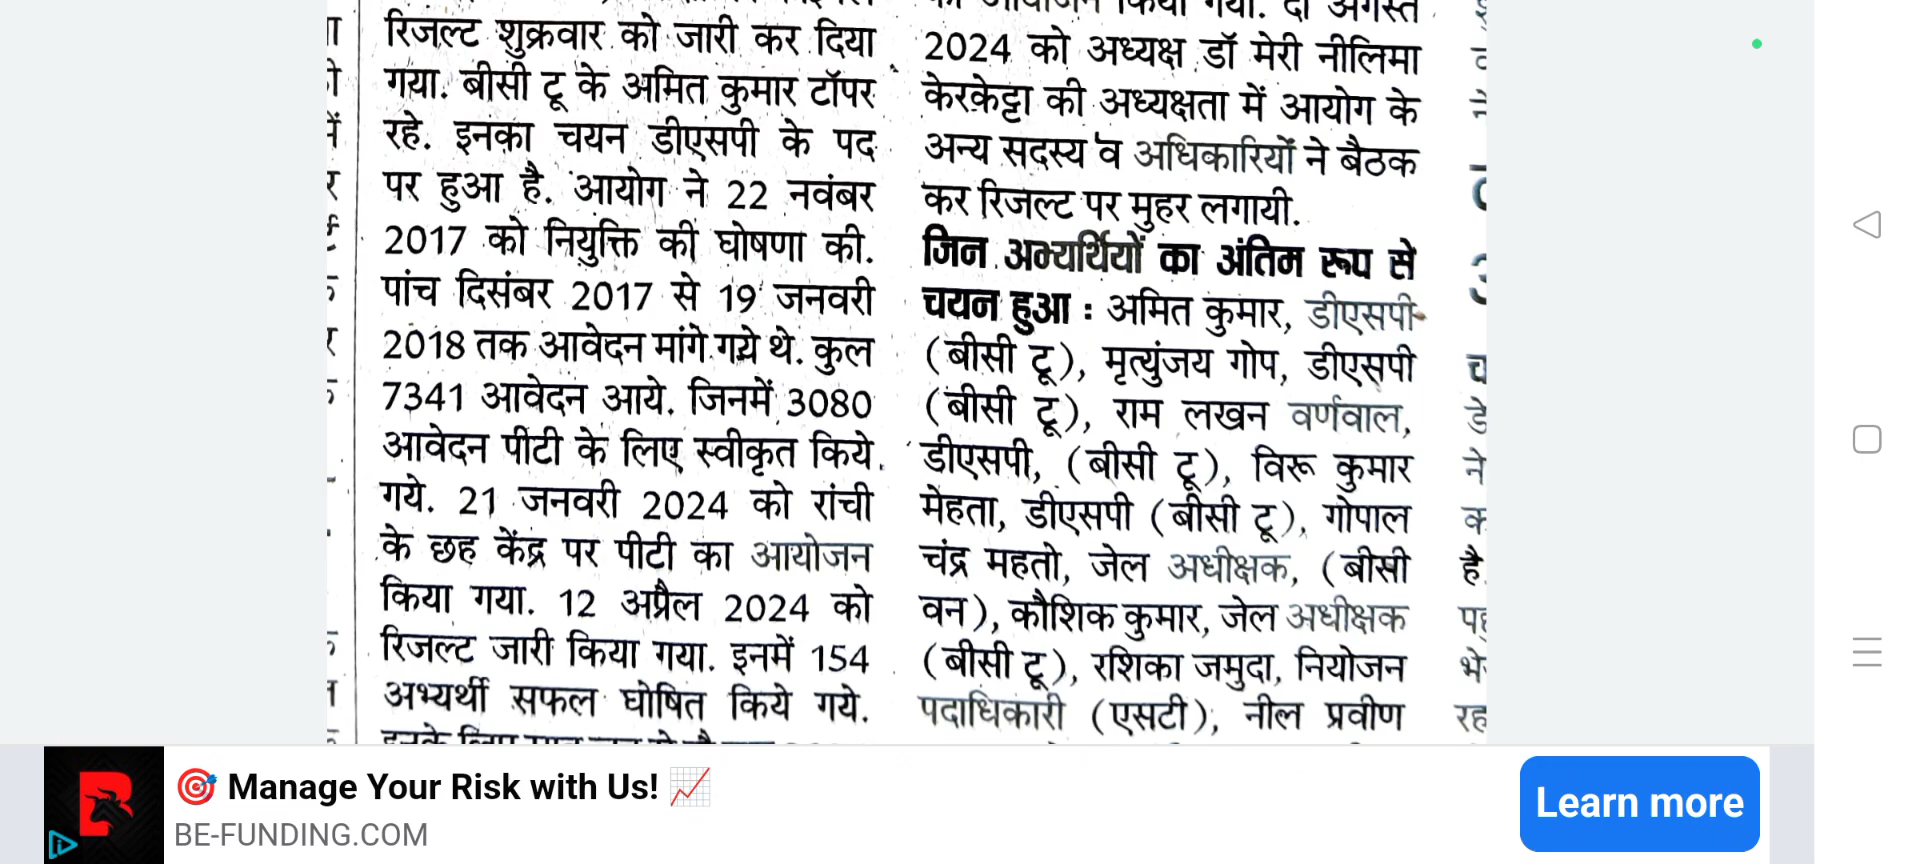 रिजल्ट शुक्रवार को जारी कर दिया
गया. बीसी टू के अमित कुमार टॉपर
रहे. इनका चयन डीएसपी के पद
पर हुआ है. आयोग ने 22 नवंबर
2017 को नियुक्ति की घोषणा की.
पांच दिसंबर 2017 से 19 जनवरी
2018 तक आवेदन मांगे गये थे. कुल
7341 आवेदन आये. जिनमें 3080
आवेदन पीटी के लिए स्वीकृत किये
गये. 21 जनवरी 2024 को रांची
के छह केंद्र पर पीटी का आयोजन
किया गया. 12 अप्रैल 2024 को
रिजल्ट जारी किया गया. इनमें 154
अभ्यर्थी सफल घोषित किये गये.
का आयोजन किया गया. दो अगस्त
2024 को अध्यक्ष डॉ मेरी नीलिमा
केरकेट्टा की अध्यक्षता में आयोग के
अन्य सदस्य व अधिकारियों ने बैठक
कर रिजल्ट पर मुहर लगायी.
जिन अभ्यर्थियों का अंतिम रूप से
चयन हुआ : अमित कुमार, डीएसपी
(बीसी टू), मृत्युंजय गोप, डीएसपी
(बीसी टू), राम लखन वर्णवाल,
डीएसपी, (बीसी टू), विरू कुमार
मेहता, डीएसपी (बीसी टू), गोपाल
चंद्र महतो, जेल अधीक्षक, (बीसी
वन), कौशिक कुमार, जेल अधीक्षक
(बीसी टू), रशिका जमुदा, नियोजन
पदाधिकारी (एसटी), नील प्रवीण
Manage Your Risk with Us!
BE-FUNDING.COM
Learn more